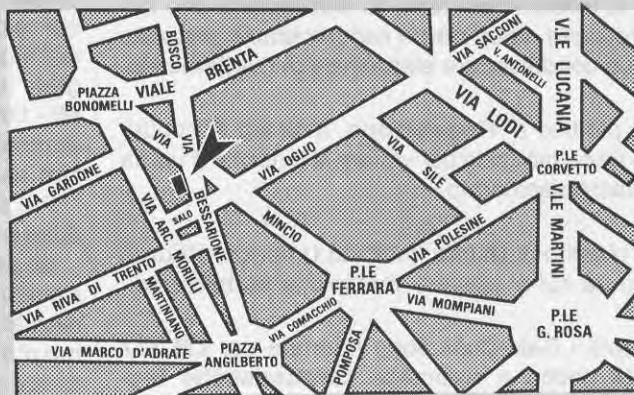 BOSCO
VIA SACCONI
V. ANTONELLI
V.LE LUCANIA
PIAZZA
BONOMELLI
VIALE
BRENTA
VIA LODI
VIA
VIA
VIA OGLIO
VIA
SILE
P.LE
CORVETTO
VIA GARDONE
SALO
BESSARIONE
VIA ARC. MORILLI
MINCIO
VIA POLESINE
V.LE MARTINI
VIA RIVA DI TRENTO
MARTINIANO
P.LE
FERRARA
VIA COMACCHIO
VIA MOMPIANI
P.LE
G. ROSA
VIA MARCO D'ADRATE
PIAZZA
ANGILBERTO
POMPOSA